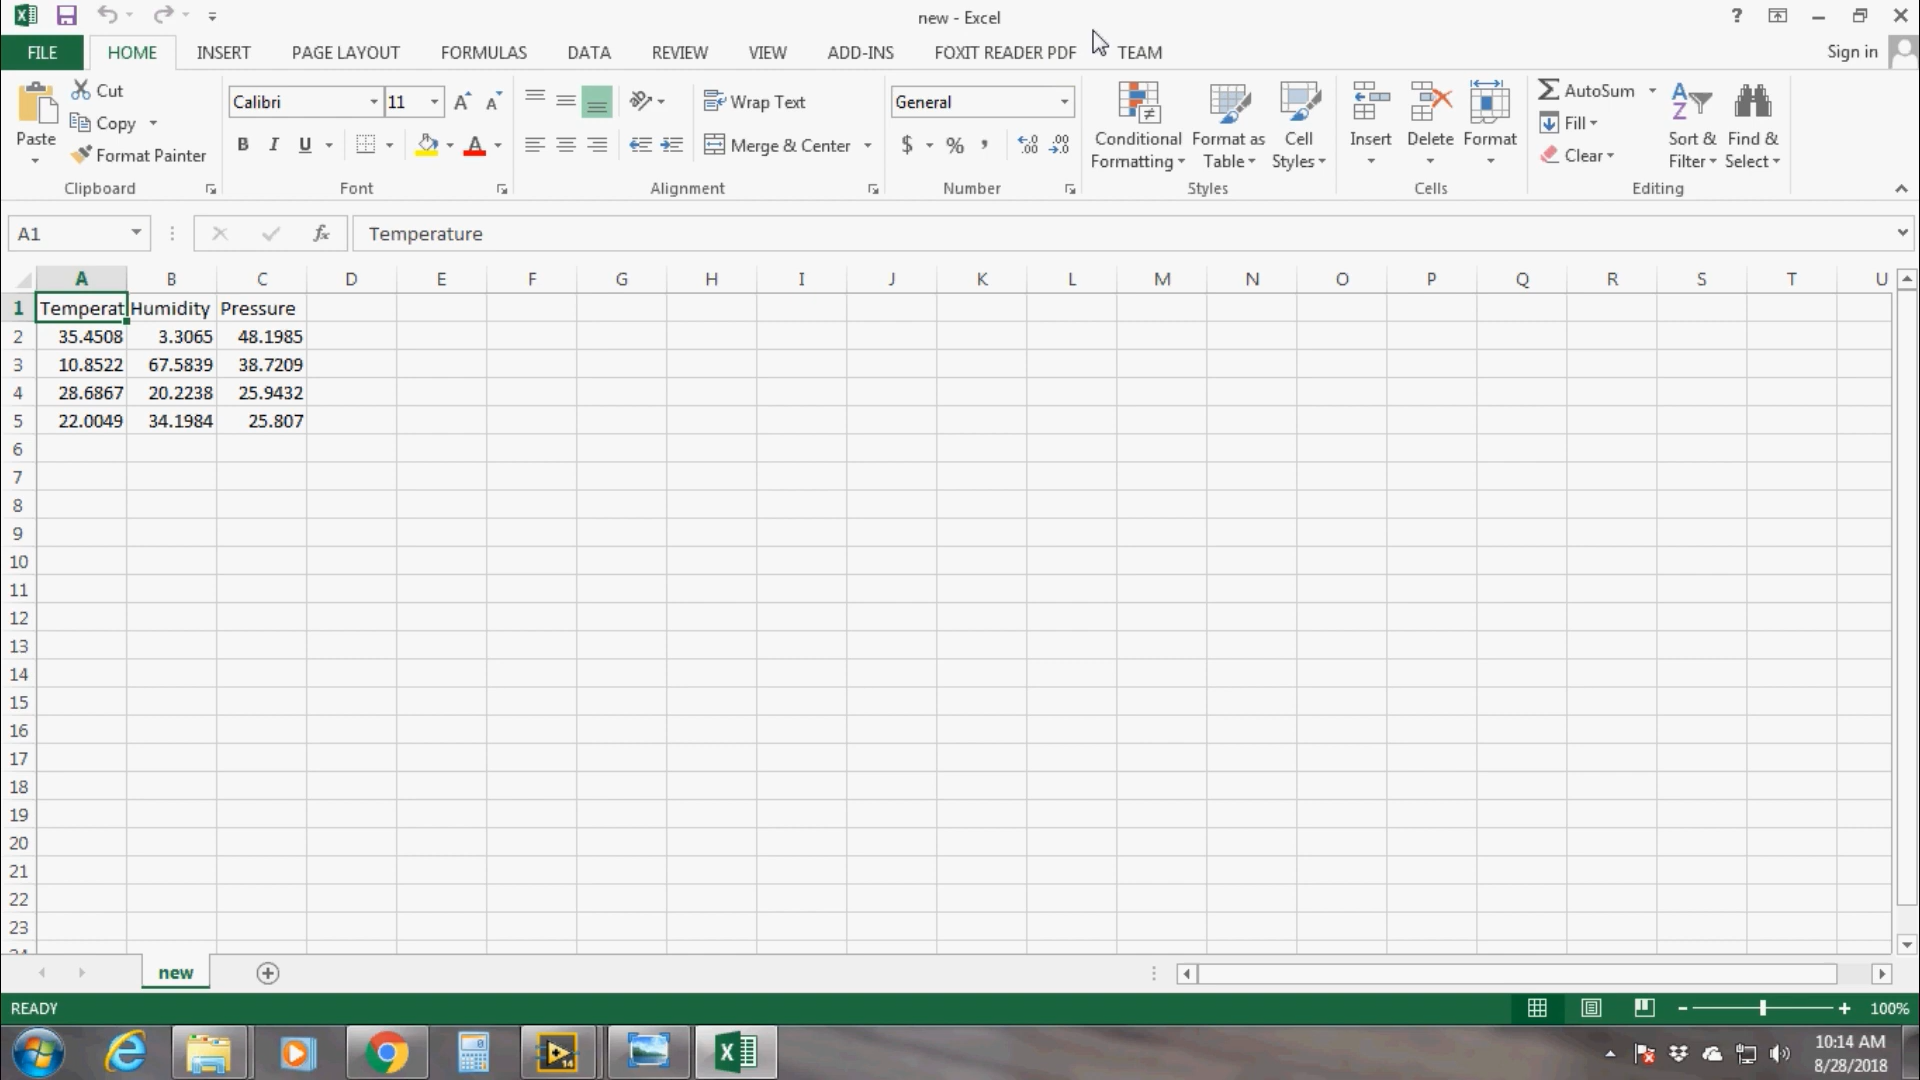 new - Excel
?
FILE HOME INSERT PAGE LAYOUT FORMULAS DATA REVIEW VIEW ADD-INS FOXIT READER PDF TEAM Sign in
Paste
Cut
Copy
Format Painter
Clipboard
Calibri 11
B I U A
Font
Wrap Text
Merge & Center
Alignment
General
$ % ,
Number
Conditional Formatting
Format as Table
Cell Styles
Styles
Insert Delete Format
Cells
AutoSum
Fill
Clear
Sort & Filter
Find & Select
Editing
A1 fx Temperature
A B C D E F G H I J K L M N O P Q R S T U
1 Temperat Humidity Pressure
2 35.4508 3.3065 48.1985
3 10.8522 67.5839 38.7209
4 28.6867 20.2238 25.9432
5 22.0049 34.1984 25.807
6
7
8
9
10
11
12
13
14
15
16
17
18
19
20
21
22
23
new
READY 100%
10:14 AM
8/28/2018